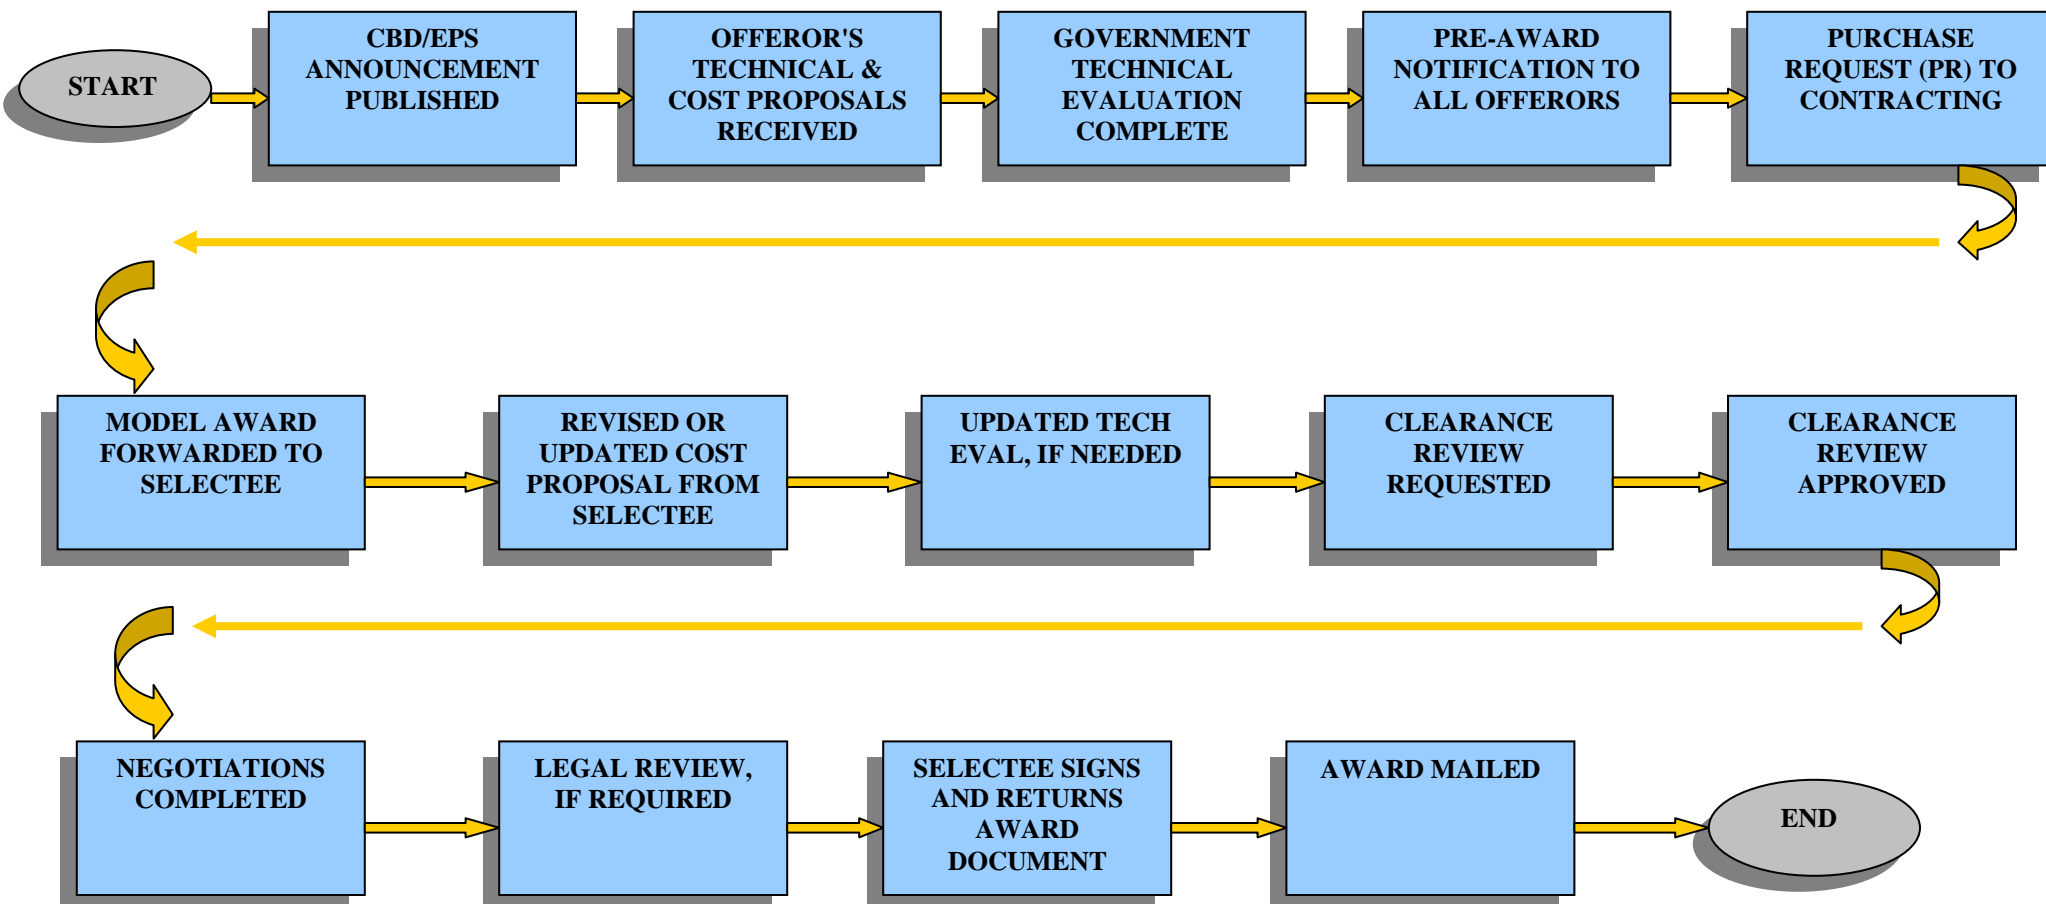 START
CBD/EPS
ANNOUNCEMENT
PUBLISHED
OFFEROR'S
TECHNICAL &
COST PROPOSALS
RECEIVED
GOVERNMENT
TECHNICAL
EVALUATION
COMPLETE
PRE-AWARD
NOTIFICATION TO
ALL OFFERORS
PURCHASE
REQUEST (PR) TO
CONTRACTING
MODEL AWARD
FORWARDED TO
SELECTEE
REVISED OR
UPDATED COST
PROPOSAL FROM
SELECTEE
UPDATED TECH
EVAL, IF NEEDED
CLEARANCE
REVIEW
REQUESTED
CLEARANCE
REVIEW
APPROVED
NEGOTIATIONS
COMPLETED
LEGAL REVIEW,
IF REQUIRED
SELECTEE SIGNS
AND RETURNS
AWARD
DOCUMENT
AWARD MAILED
END